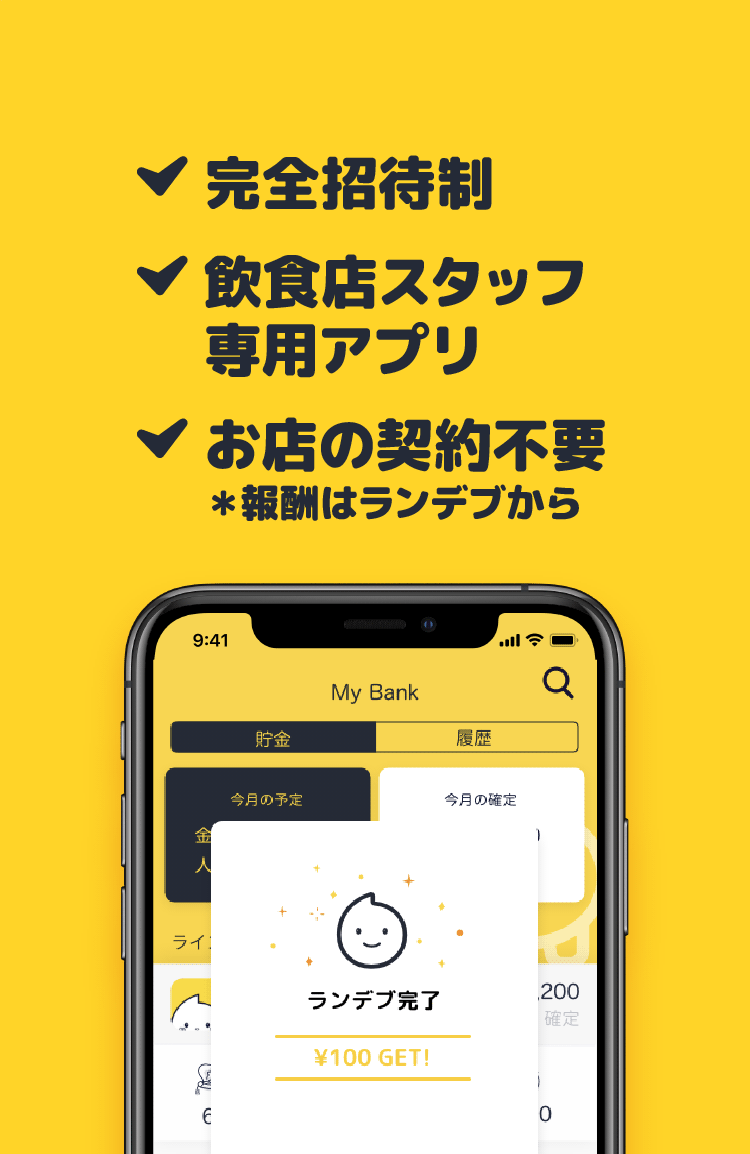 完全招待制
飲食店スタッフ
専用アプリ
お店の契約不要
*報酬はランデブから
9:41
My Bank
貯金
履歴
今月の予定
今月の確定
金
人
ライ
,200
確定
ランデブ完了
¥100 GET!
6
0